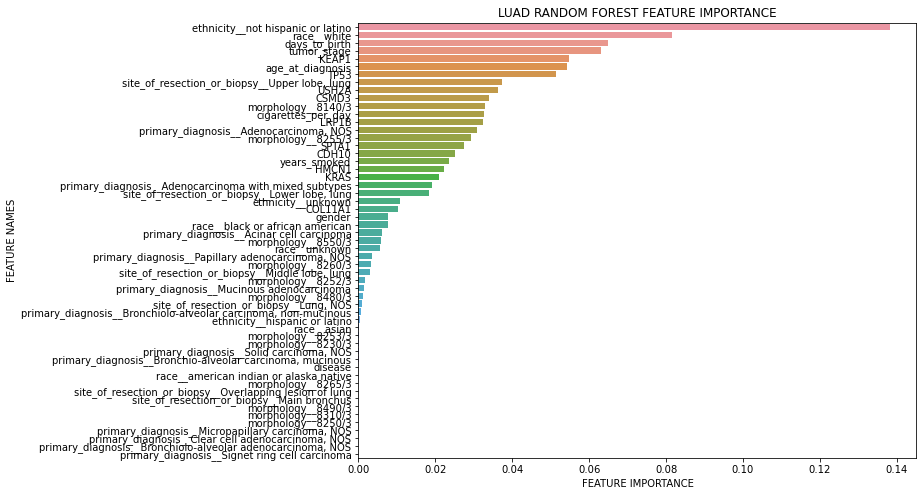 LUAD RANDOM FOREST FEATURE IMPORTANCE
ethnicity__not hispanic or latino
race__white
days_to_birth
tumor_stage
KEAP1
age_at_diagnosis
TP53
site_of_resection_or_biopsy__Upper lobe, lung
USH2A
CSMD3
morphology__8140/3
cigarettes_per_day
LRP1B
primary_diagnosis__Adenocarcinoma, NOS
morphology__8255/3
SPTA1
CDH10
years_smoked
HMCN1
KRAS
primary_diagnosis__Adenocarcinoma with mixed subtypes
site_of_resection_or_biopsy__Lower lobe, lung
ethnicity__unknown
COL11A1
gender
race__black or african american
primary_diagnosis__Acinar cell carcinoma
morphology__8550/3
race__unknown
primary_diagnosis__Papillary adenocarcinoma, NOS
morphology__8260/3
site_of_resection_or_biopsy__Middle lobe, lung
morphology__8252/3
primary_diagnosis__Mucinous adenocarcinoma
morphology__8480/3
site_of_resection_or_biopsy__Lung, NOS
primary_diagnosis__Bronchiolo-alveolar carcinoma, non-mucinous
ethnicity__hispanic or latino
race__asian
morphology__8253/3
morphology__8230/3
primary_diagnosis__Solid carcinoma, NOS
primary_diagnosis__Bronchio-alveolar carcinoma, mucinous
disease
race__american indian or alaska native
morphology__8265/3
site_of_resection_or_biopsy__Overlapping lesion of lung
site_of_resection_or_biopsy__Main bronchus
morphology__8490/3
morphology__8310/3
morphology__8250/3
primary_diagnosis__Micropapillary carcinoma, NOS
primary_diagnosis__Clear cell adenocarcinoma, NOS
primary_diagnosis__Bronchiolo-alveolar adenocarcinoma, NOS
primary_diagnosis__Signet ring cell carcinoma
FEATURE NAMES
0.00 0.02 0.04 0.06 0.08 0.10 0.12 0.14
FEATURE IMPORTANCE